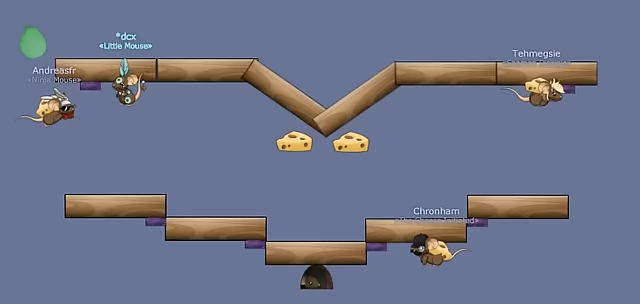 *dcx
«Little Mouse»
Tehmegsie
Andreasfr
«Ninja Mouse»
Chronham